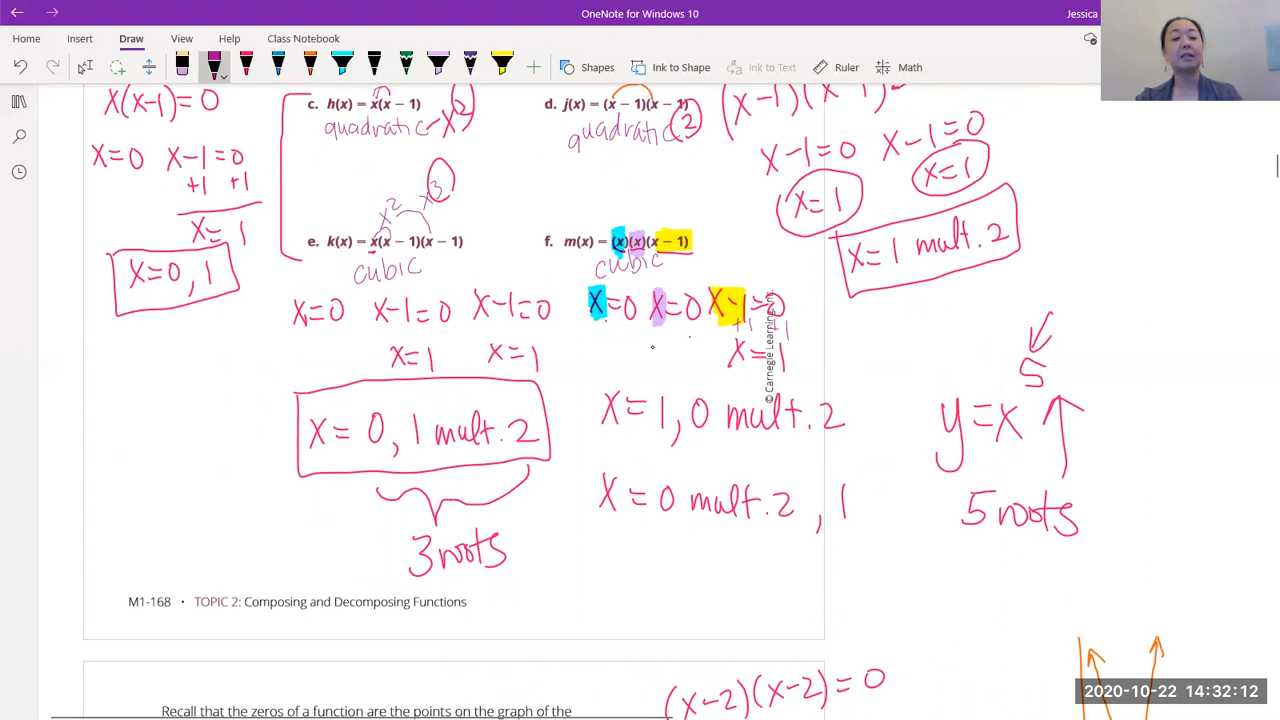 OneNote for Windows 10
Jessica
Home Insert Draw View Help Class Notebook
Shapes Ink to Shape Ink to Text Ruler Math
x(x-1)=0
x=0 x-1=0
+1 +1
x= 1
x=0, 1
c. h(x) = x(x − 1)
quadratic-x²
d. j(x) = (x − 1)(x − 1)
quadratic 2
x-1=0 x-1=0
x=1 x=1
x=1 mult. 2
x² x³
e. k(x) = x(x − 1)(x − 1)
cubic
x=0 x-1=0 x-1=0
x=1 x=1
x= 0, 1 mult. 2
3 roots
f. m(x) = (x)(x)(x − 1)
cubic
x=0 x=0 x-1=0
+1 +1
x=1
x=1, 0 mult. 2
x=0 mult. 2, 1
© Carnegie Learning, Inc.
y=x⁵
5 roots
M1-168 • TOPIC 2: Composing and Decomposing Functions
(x-2)(x-2)=0
Recall that the zeros of a function are the points on the graph of the
2020-10-22 14:32:12